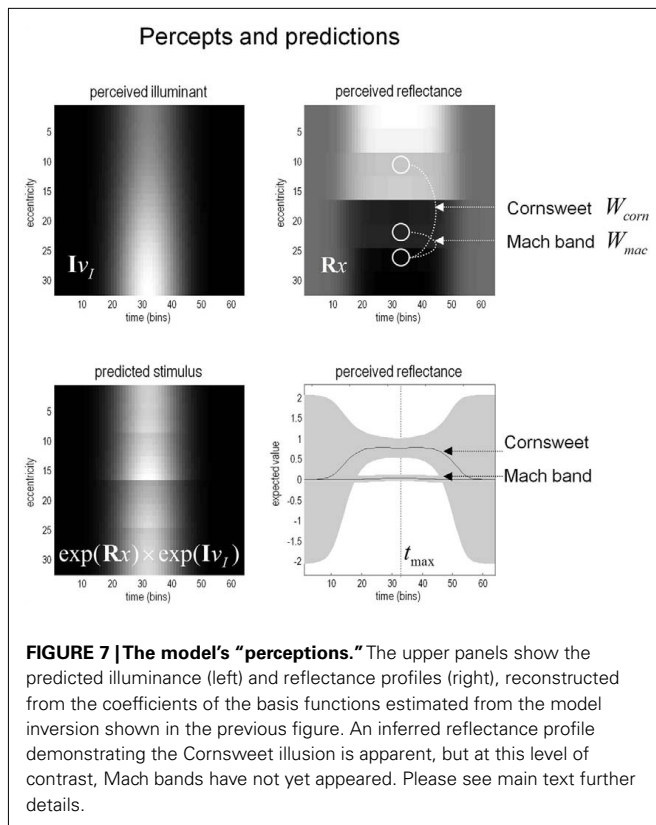 Percepts and predictions
perceived illuminant
perceived reflectance
eccentricity
5
10
15
20
25
30
Iv_I
10 20 30 40 50 60
time (bins)
eccentricity
5
10
15
20
25
30
Rx
10 20 30 40 50 60
time (bins)
Cornsweet W_corn
Mach band W_mac
predicted stimulus
perceived reflectance
eccentricity
5
10
15
20
25
30
exp(Rx)×exp(Iv_I)
10 20 30 40 50 60
time (bins)
expected value
2
1.5
1
0.5
0
-0.5
-1
-1.5
-2
t_max
10 20 30 40 50 60
time (bins)
Cornsweet
Mach band
FIGURE 7 | The model's “perceptions.” The upper panels show the
predicted illuminance (left) and reflectance profiles (right), reconstructed
from the coefficients of the basis functions estimated from the model
inversion shown in the previous figure. An inferred reflectance profile
demonstrating the Cornsweet illusion is apparent, but at this level of
contrast, Mach bands have not yet appeared. Please see main text further
details.